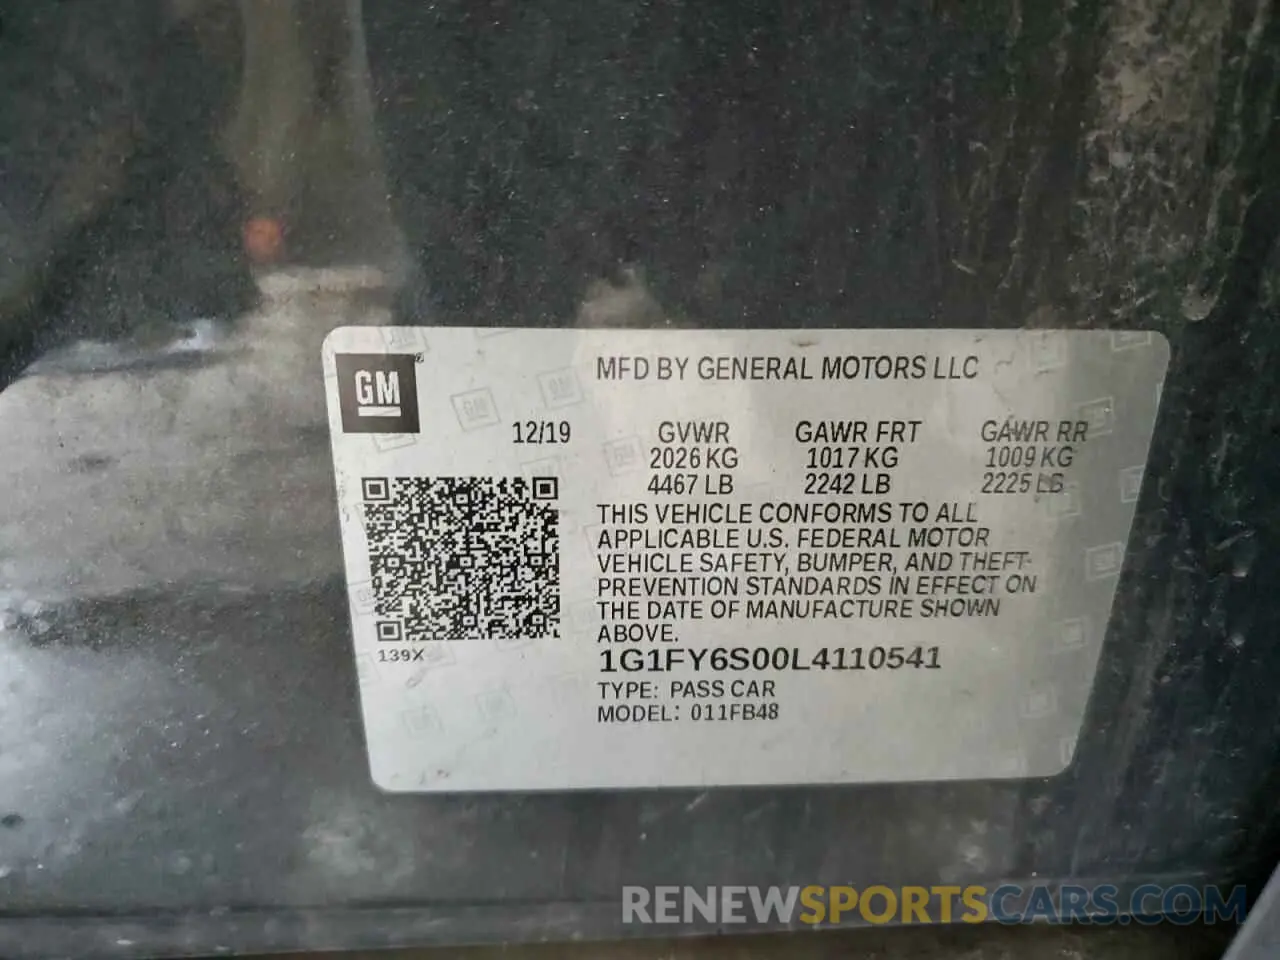 GM
MFD BY GENERAL MOTORS LLC
12/19 GVWR GAWR FRT GAWR RR
2026 KG 1017 KG 1009 KG
4467 LB 2242 LB 2225 LB
THIS VEHICLE CONFORMS TO ALL
APPLICABLE U.S. FEDERAL MOTOR
VEHICLE SAFETY, BUMPER, AND THEFT-
PREVENTION STANDARDS IN EFFECT ON
THE DATE OF MANUFACTURE SHOWN
ABOVE.
139X
1G1FY6S00L4110541
TYPE: PASS CAR
MODEL: 011FB48
RENEWSPORTSCARS.COM